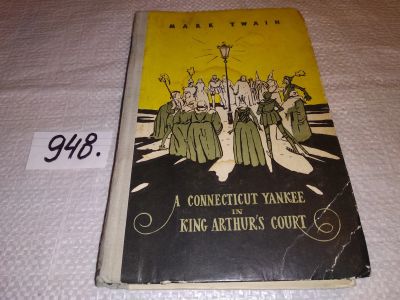 MARK TWAIN
948.
A CONNECTICUT YANKEE
IN
KING ARTHUR'S COURT